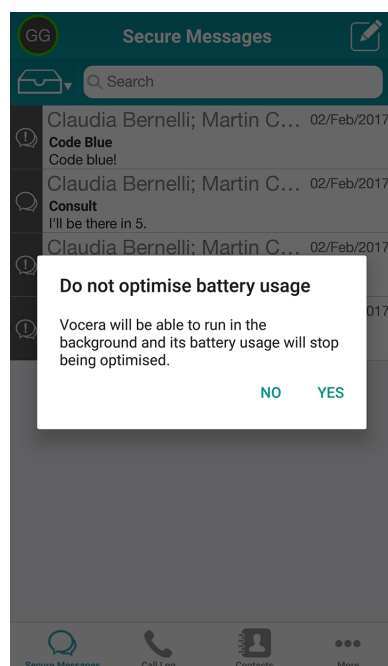 GG
Secure Messages
Search
Claudia Bernelli; Martin C... 02/Feb/2017
Code Blue
Code blue!
Claudia Bernelli; Martin C... 02/Feb/2017
Consult
I'll be there in 5.
Claudia Bernelli; Martin C... 02/Feb/2017
017
Do not optimise battery usage
Vocera will be able to run in the
background and its battery usage will stop
being optimised.
NO YES
Secure Messages Call Log Contacts More